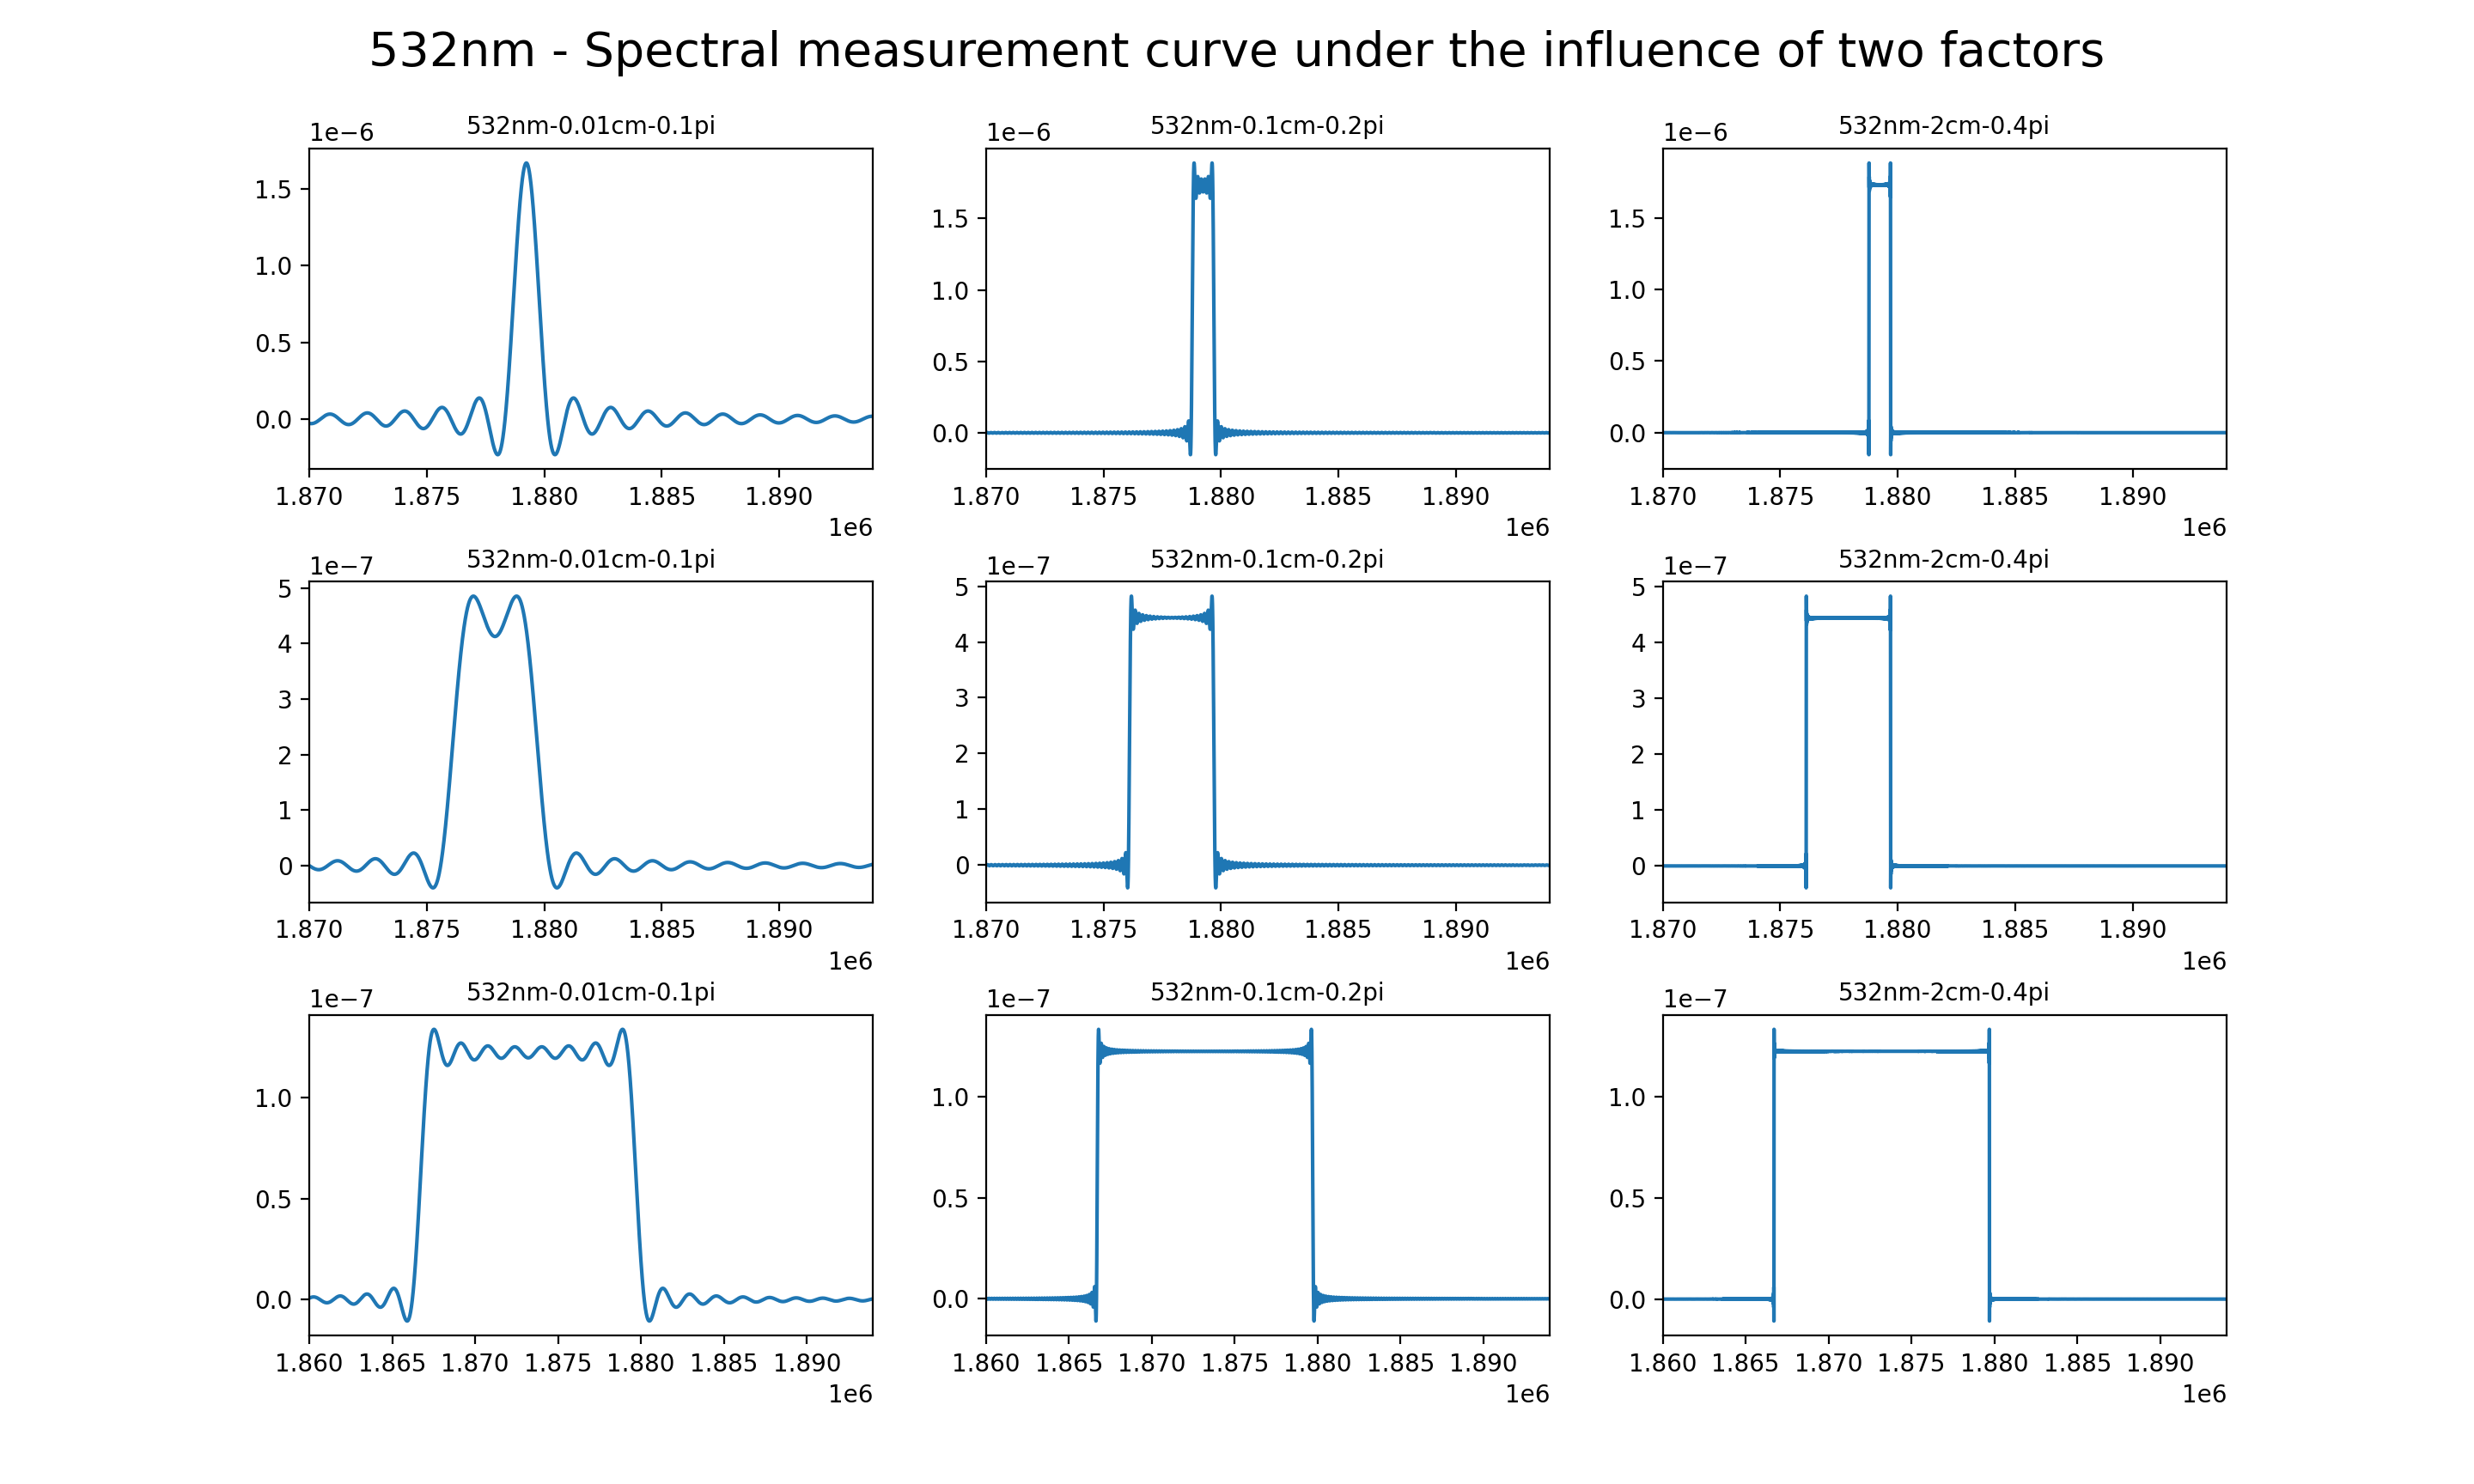 532nm - Spectral measurement curve under the influence of two factors
532nm-0.01cm-0.1pi 532nm-0.1cm-0.2pi 532nm-2cm-0.4pi
1e−6 1e−6 1e−6
1.5 1.5 1.5
1.0 1.0 1.0
0.5 0.5 0.5
0.0 0.0 0.0
1.870 1.875 1.880 1.885 1.890 1.870 1.875 1.880 1.885 1.890 1.870 1.875 1.880 1.885 1.890
1e6 1e6 1e6
532nm-0.01cm-0.1pi 532nm-0.1cm-0.2pi 532nm-2cm-0.4pi
1e−7 1e−7 1e−7
5 5 5
4 4 4
3 3 3
2 2 2
1 1 1
0 0 0
1.870 1.875 1.880 1.885 1.890 1.870 1.875 1.880 1.885 1.890 1.870 1.875 1.880 1.885 1.890
1e6 1e6 1e6
532nm-0.01cm-0.1pi 532nm-0.1cm-0.2pi 532nm-2cm-0.4pi
1e−7 1e−7 1e−7
1.0 1.0 1.0
0.5 0.5 0.5
0.0 0.0 0.0
1.860 1.865 1.870 1.875 1.880 1.885 1.890 1.860 1.865 1.870 1.875 1.880 1.885 1.890 1.860 1.865 1.870 1.875 1.880 1.885 1.890
1e6 1e6 1e6